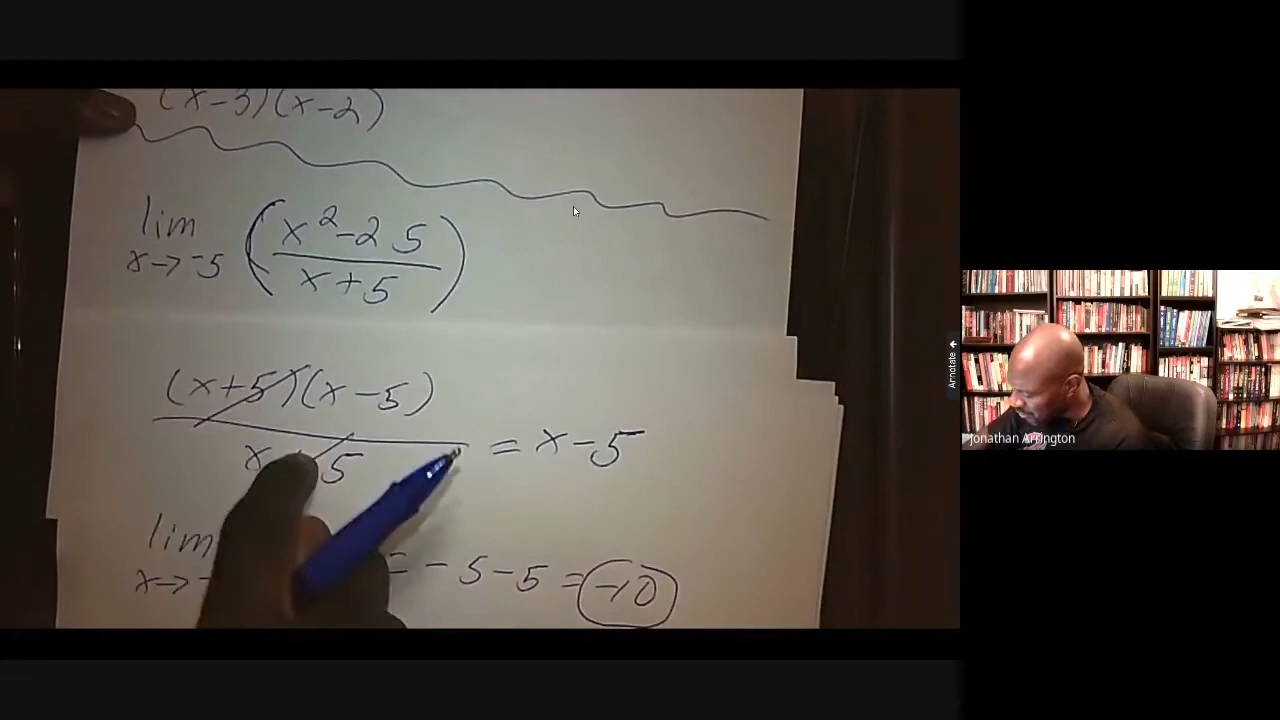 (x-3)(x-2)
lim
x→-5
(x²-25
x+5)
(x+5)(x-5)
x+5
= x-5
lim
x→-
= -5-5 = -10
Annotate
Jonathan Arrington